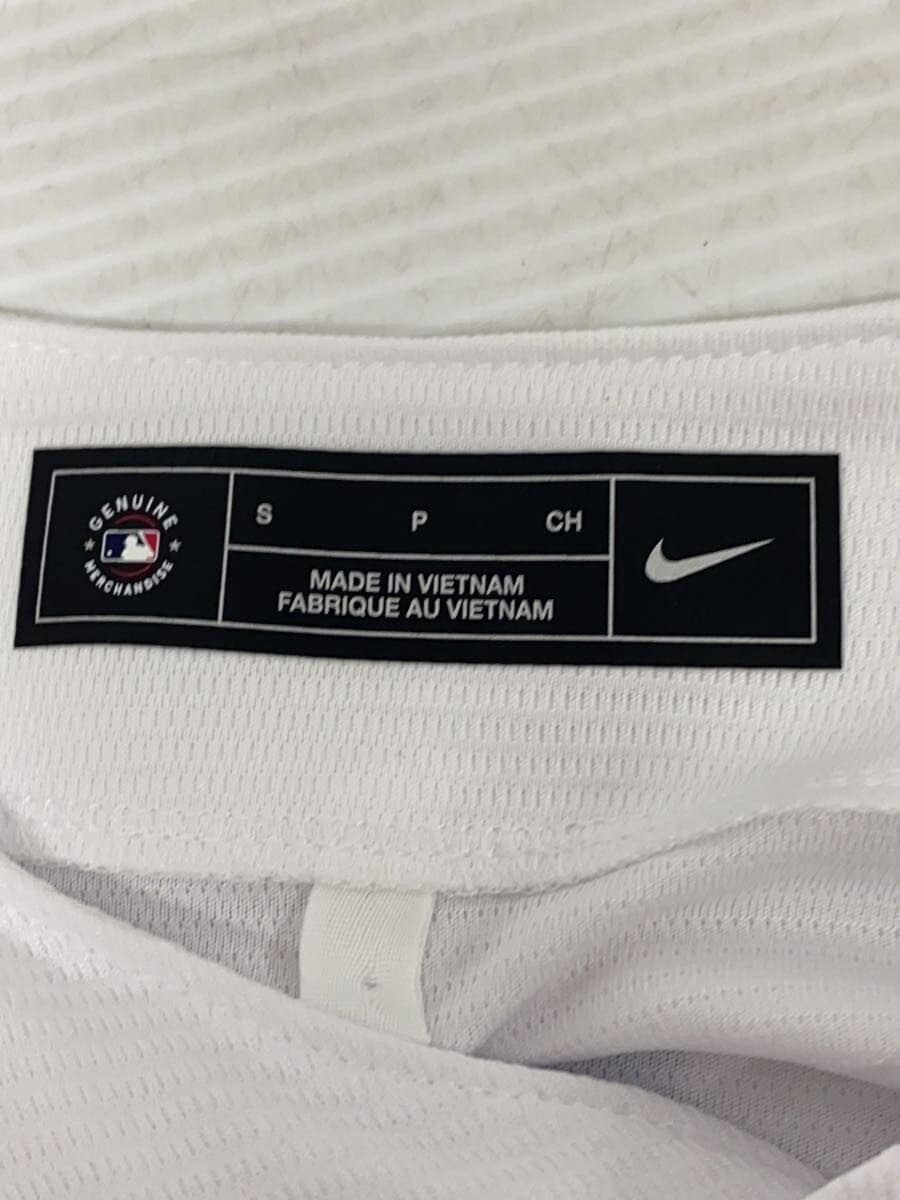 GENUINE
MERCHANDISE
S P CH
MADE IN VIETNAM
FABRIQUE AU VIETNAM